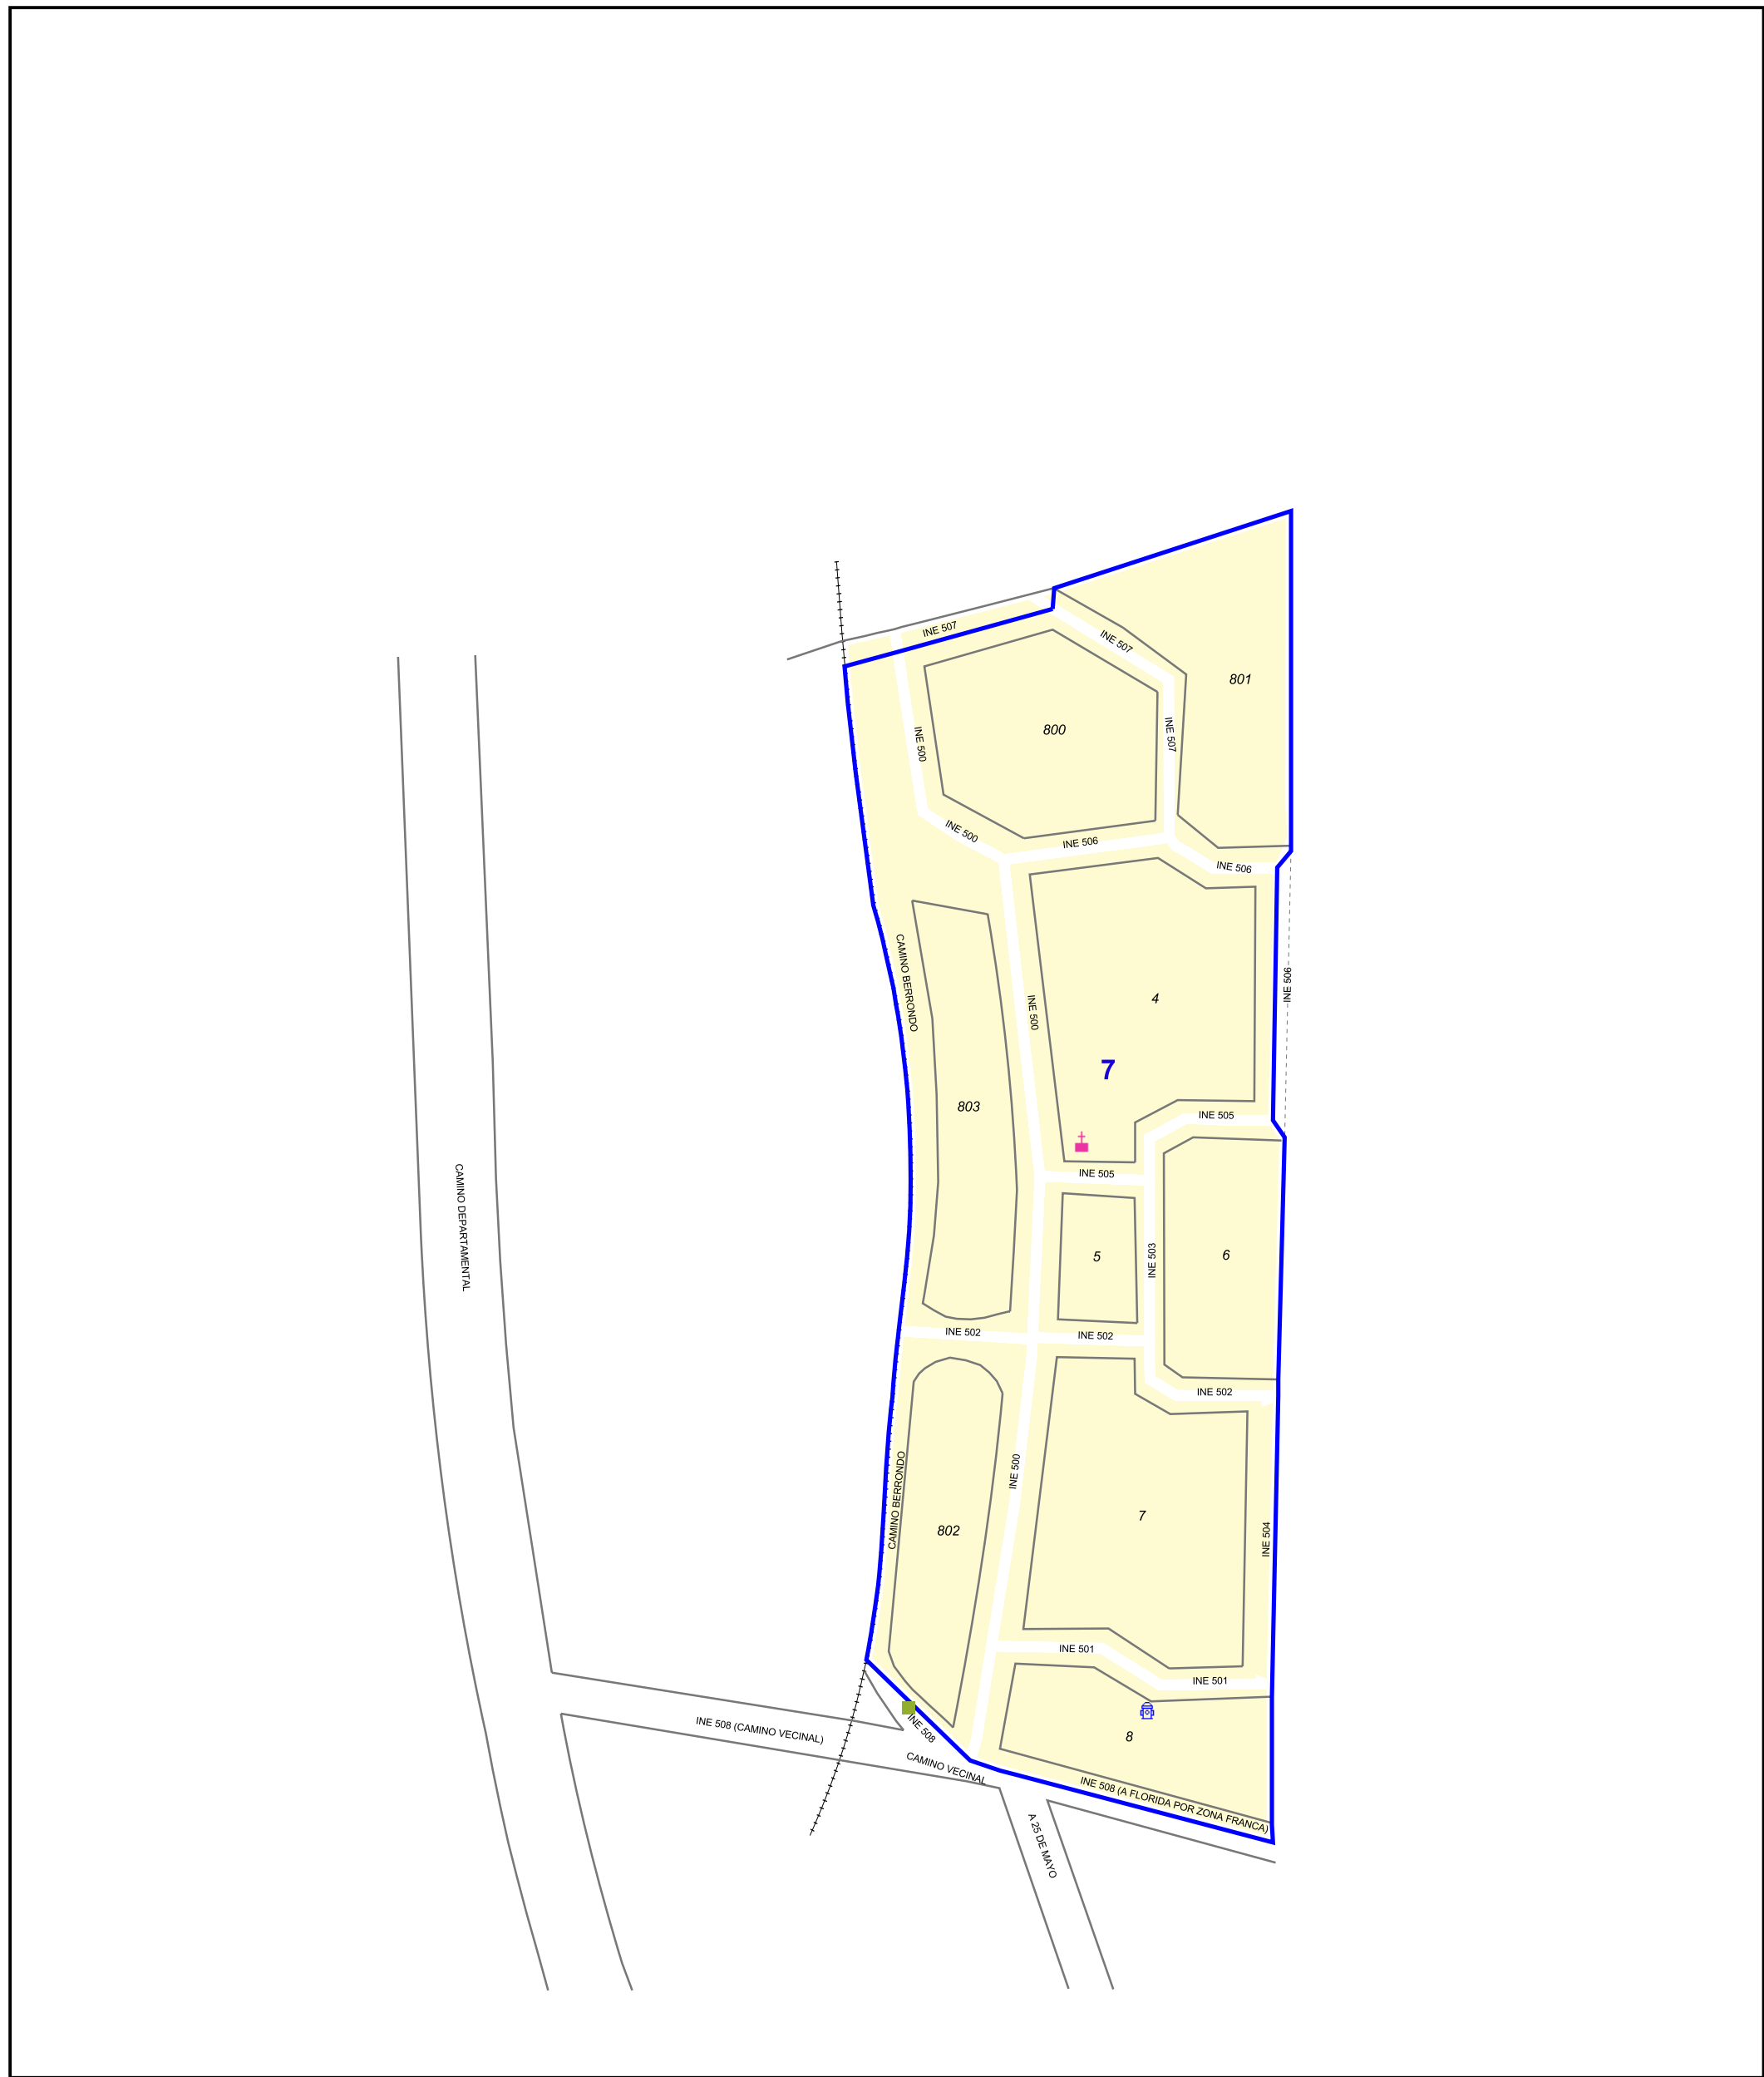 INE 507
INE 507
801
INE 500
800
INE 507
INE 500
INE 506
INE 506
CAMINO BERRONDO
INE 500
4
INE 506
7
803
INE 505
INE 505
CAMINO DEPARTAMENTAL
5
INE 503
6
INE 502
INE 502
INE 502
CAMINO BERRONDO
INE 500
802
7
INE 504
INE 501
INE 501
INE 508 (CAMINO VECINAL)
INE 508
8
CAMINO VECINAL
INE 508 (A FLORIDA POR ZONA FRANCA)
A 25 DE MAYO